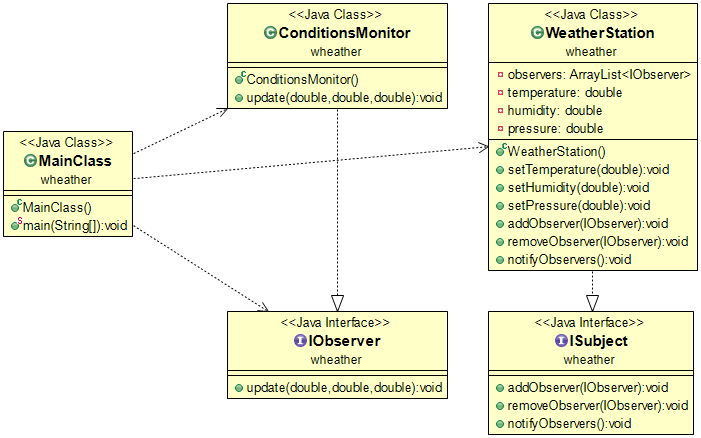 <<Java Class>>
ConditionsMonitor
wheather
ConditionsMonitor()
update(double,double,double):void
<<Java Class>>
WeatherStation
wheather
observers: ArrayList<IObserver>
temperature: double
humidity: double
pressure: double
WeatherStation()
setTemperature(double):void
setHumidity(double):void
setPressure(double):void
addObserver(IObserver):void
removeObserver(IObserver):void
notifyObservers():void
<<Java Class>>
MainClass
wheather
MainClass()
main(String[]):void
<<Java Interface>>
IObserver
wheather
update(double,double,double):void
<<Java Interface>>
ISubject
wheather
addObserver(IObserver):void
removeObserver(IObserver):void
notifyObservers():void